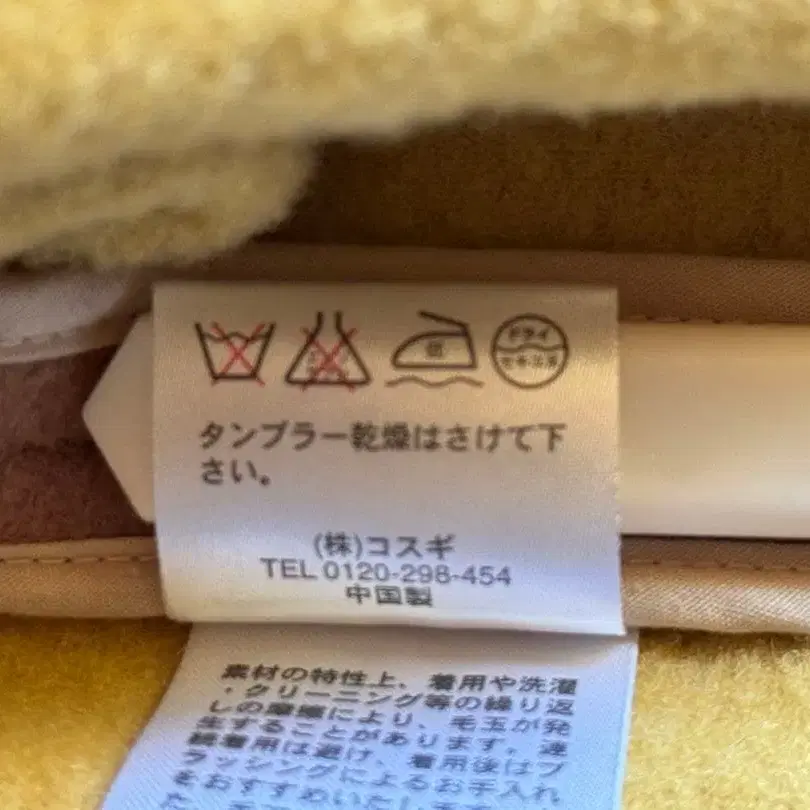 低
ドライ
セキユ系
タンブラー乾燥はさけて下
さい。
(株)コスギ
TEL 0120-298-454
中国製
素材の特性上、着用や洗濯
・クリーニング等の繰り返
しの摩擦により、毛玉が発
生することがあります。連
続着用は避け、着用後はブ
ラッシングによるお手入れ
をおすすめいたします